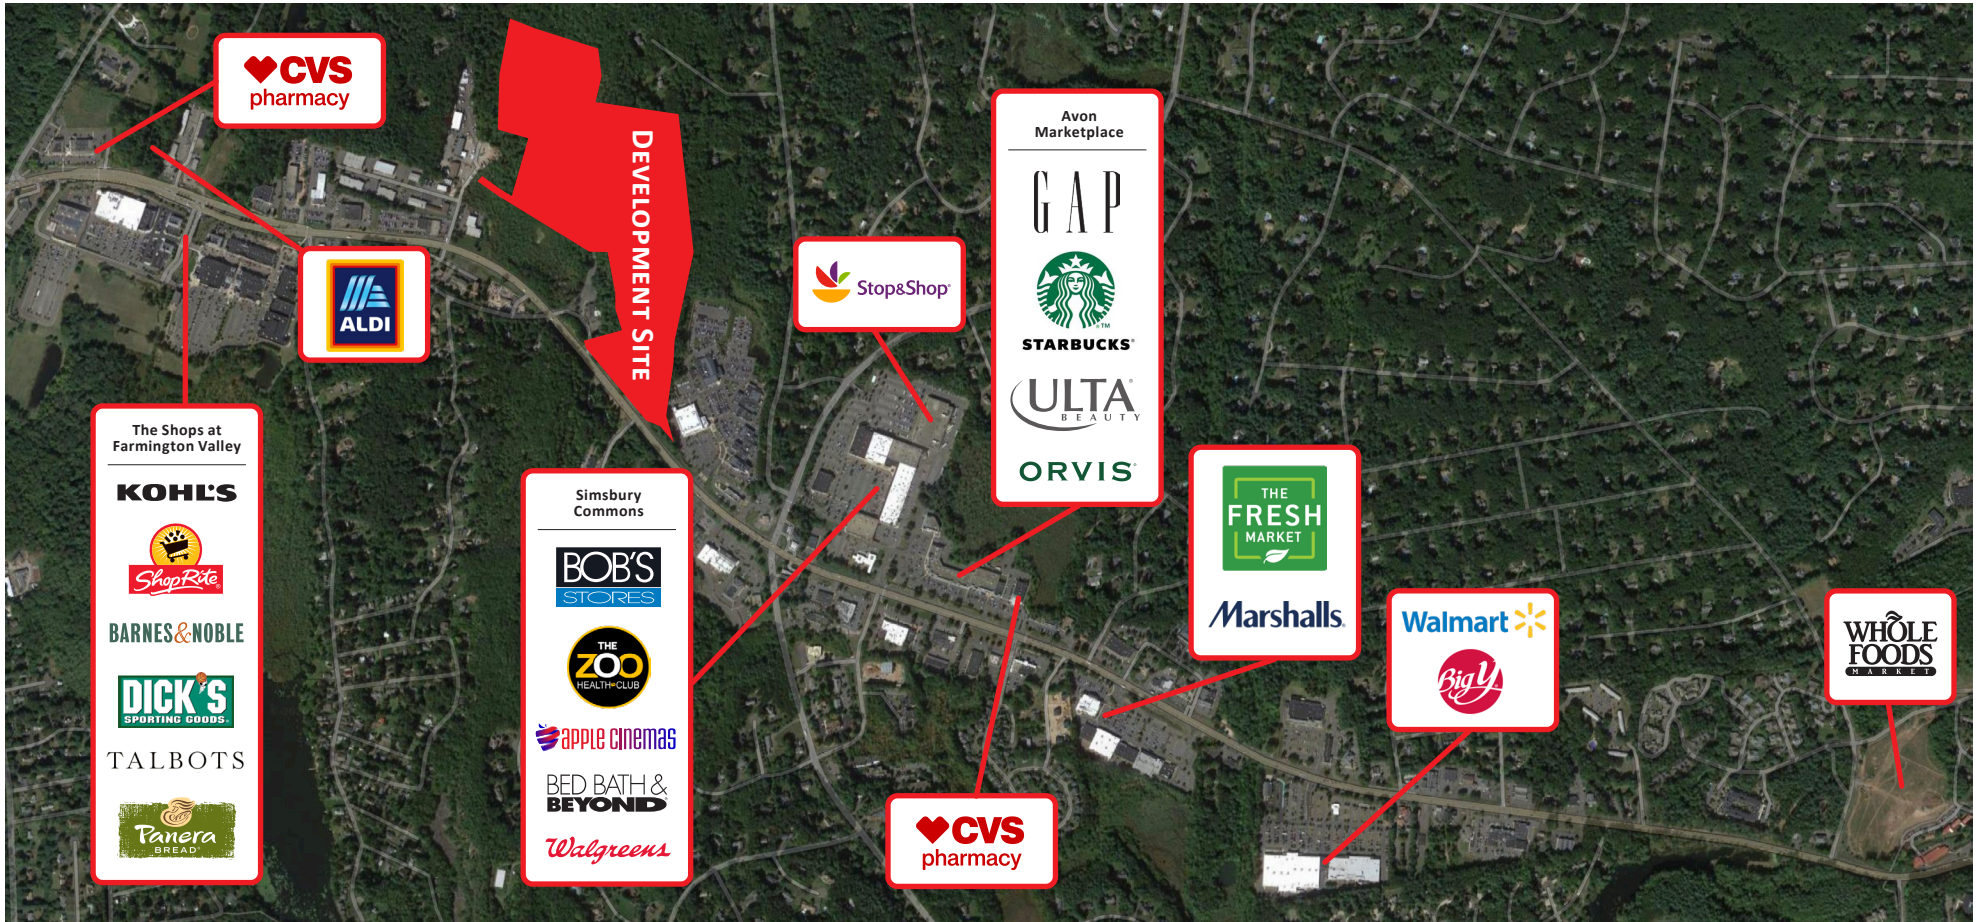 CVS
pharmacy
ALDI
The Shops at
Farmington Valley
KOHL'S
ShopRite®
BARNES&NOBLE
DICK'S
SPORTING GOODS®
TALBOTS
Panera
BREAD®
DEVELOPMENT SITE
Simsbury
Commons
BOB'S
STORES
THE
ZOO
HEALTH CLUB
apple cinemas
BED BATH &
BEYOND
Walgreens
Stop&Shop®
CVS
pharmacy
Avon
Marketplace
GAP
™
STARBUCKS®
ULTA®
BEAUTY
ORVIS®
THE
FRESH
MARKET
Marshalls.
Walmart
Big Y
WHOLE
FOODS
MARKET